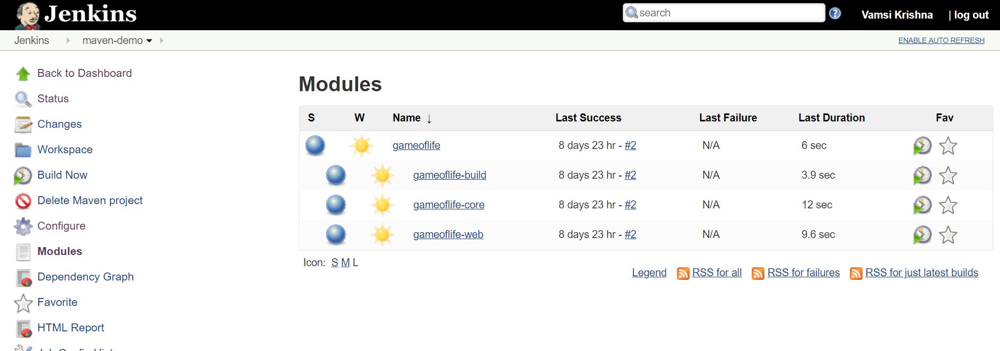 Jenkins
search
Vamsi Krishna
| log out
Jenkins
maven-demo
ENABLE AUTO REFRESH
Back to Dashboard
Status
Changes
Workspace
Build Now
Delete Maven project
Configure
Modules
Dependency Graph
Favorite
HTML Report
Modules
S W Name ↓ Last Success Last Failure Last Duration Fav
gameoflife 8 days 23 hr - #2 N/A 6 sec
gameoflife-build 8 days 23 hr - #2 N/A 3.9 sec
gameoflife-core 8 days 23 hr - #2 N/A 12 sec
gameoflife-web 8 days 23 hr - #2 N/A 9.6 sec
Icon: S M L
Legend RSS for all RSS for failures RSS for just latest builds